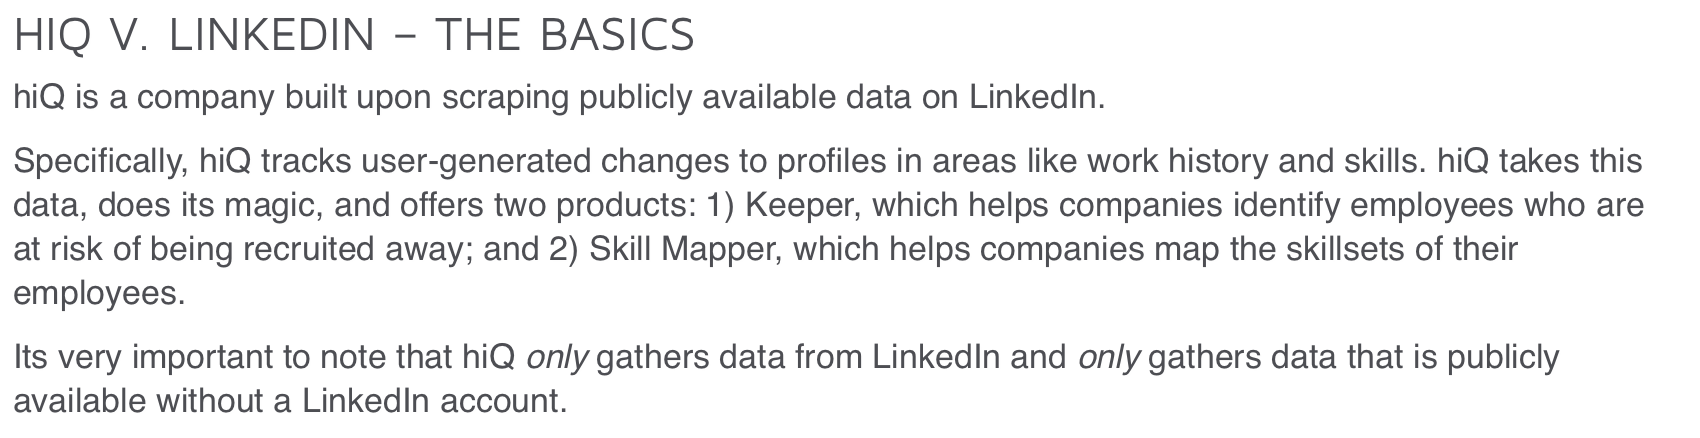 HIQ V. LINKEDIN – THE BASICS
hiQ is a company built upon scraping publicly available data on LinkedIn.
Specifically, hiQ tracks user-generated changes to profiles in areas like work history and skills. hiQ takes this
data, does its magic, and offers two products: 1) Keeper, which helps companies identify employees who are
at risk of being recruited away; and 2) Skill Mapper, which helps companies map the skillsets of their
employees.
Its very important to note that hiQ only gathers data from LinkedIn and only gathers data that is publicly
available without a LinkedIn account.